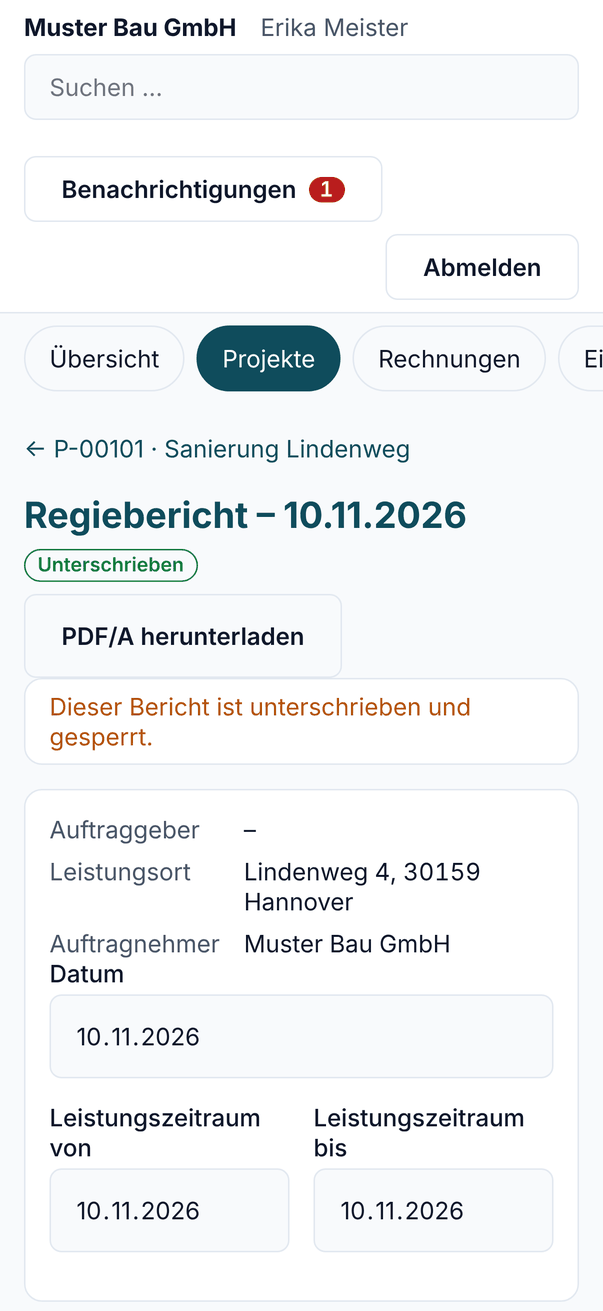 Muster Bau GmbH Erika Meister
Suchen ...
Benachrichtigungen 1
Abmelden
Übersicht Projekte Rechnungen Ei
← P-00101 · Sanierung Lindenweg
Regiebericht – 10.11.2026
Unterschrieben
PDF/A herunterladen
Dieser Bericht ist unterschrieben und
gesperrt.
Auftraggeber –
Leistungsort Lindenweg 4, 30159
Hannover
Auftragnehmer Muster Bau GmbH
Datum
10.11.2026
Leistungszeitraum von
Leistungszeitraum bis
10.11.2026 10.11.2026